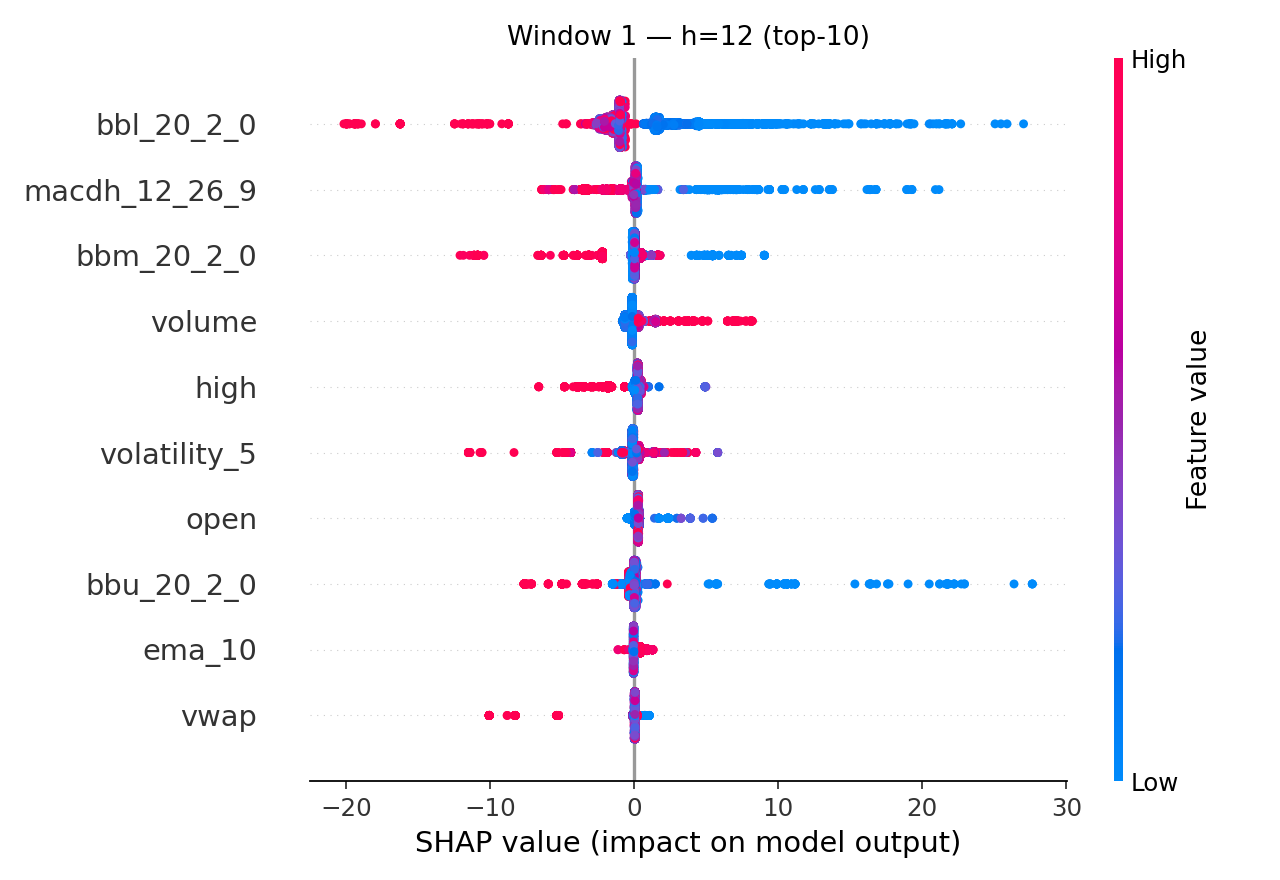 Window 1 — h=12 (top-10)
High
bbl_20_2_0
macdh_12_26_9
bbm_20_2_0
volume
high
volatility_5
open
bbu_20_2_0
ema_10
vwap
Feature value
Low
−20 −10 0 10 20 30
SHAP value (impact on model output)